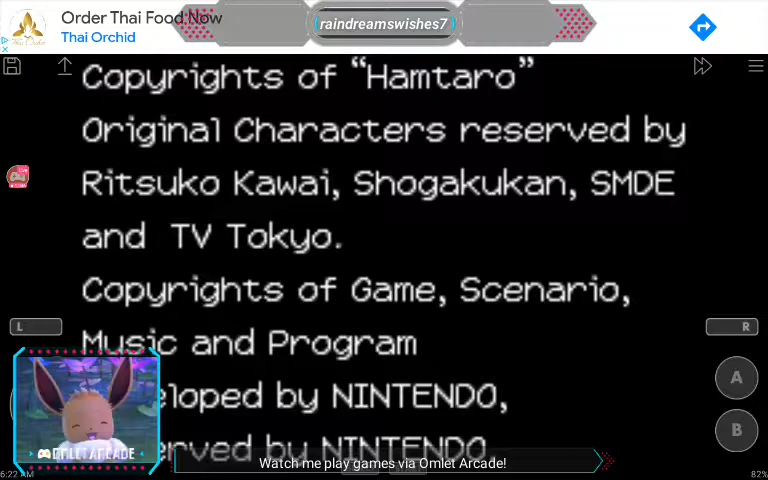 Order Thai Food Now
Thai Orchid
raindreamswishes7
Copyrights of “Hamtaro”
Original Characters reserved by
Ritsuko Kawai, Shogakukan, SMDE
and TV Tokyo.
Copyrights of Game, Scenario,
Music and Program
eloped by NINTENDO,
erved by NINTENDO.
L
R
A
B
OMLET ARCADE
Watch me play games via Omlet Arcade!
6:22 AM
82%